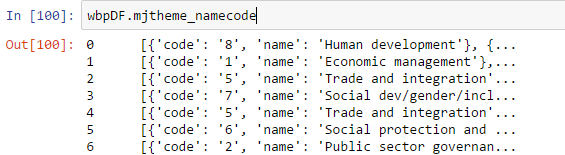 In [100]: wbpDF.mjtheme_namecode
Out[100]: 0 [{'code': '8', 'name': 'Human development'}, {...
1 [{'code': '1', 'name': 'Economic management'},...
2 [{'code': '5', 'name': 'Trade and integration'...
3 [{'code': '7', 'name': 'Social dev/gender/incl...
4 [{'code': '5', 'name': 'Trade and integration'...
5 [{'code': '6', 'name': 'Social protection and ...
6 [{'code': '2', 'name': 'Public sector governan...